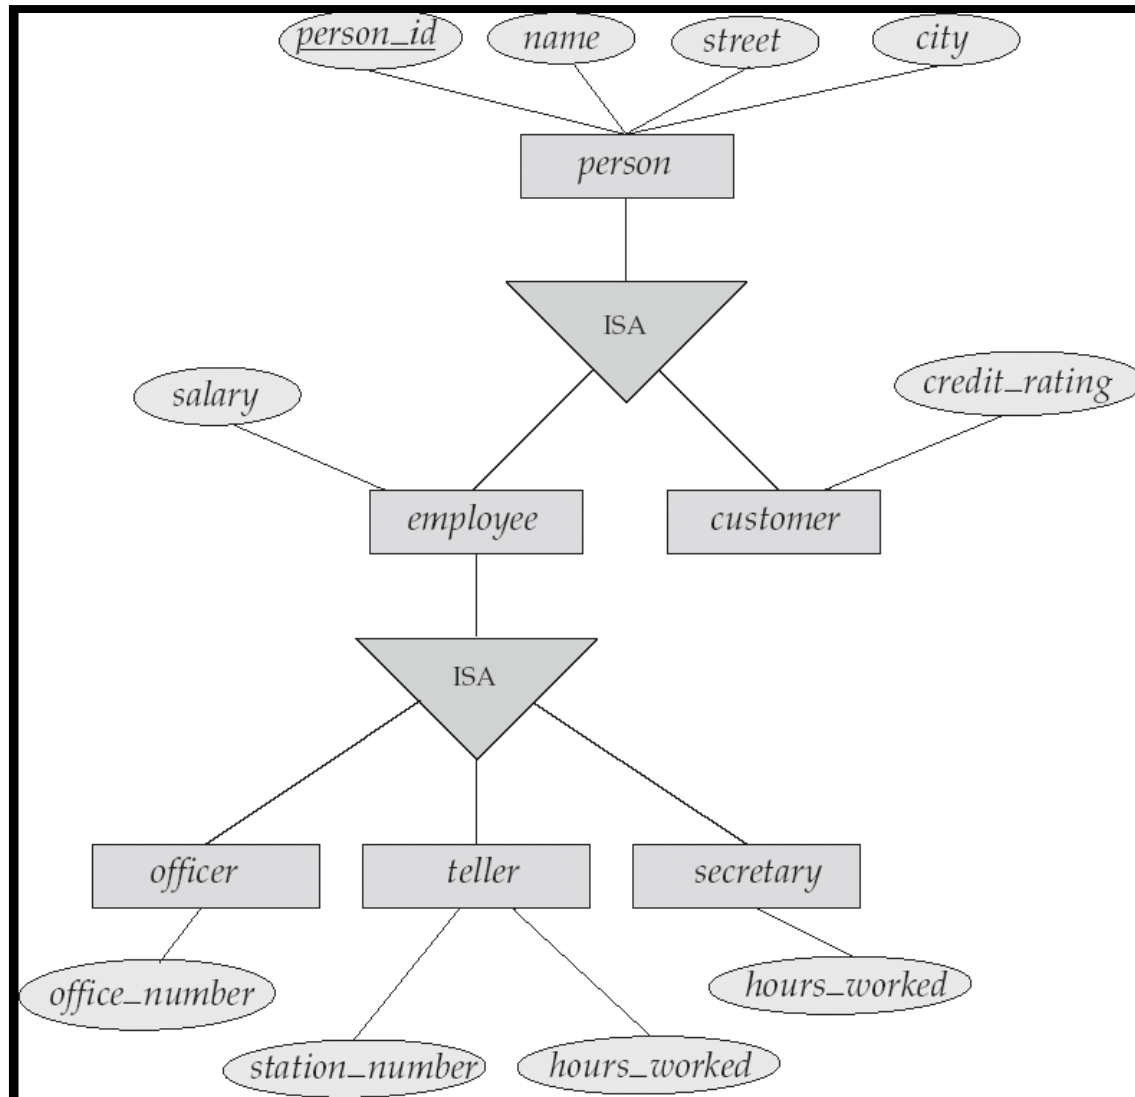 person_id
name
street
city
person
ISA
salary
credit_rating
employee
customer
ISA
officer
teller
secretary
office_number
hours_worked
station_number
hours_worked